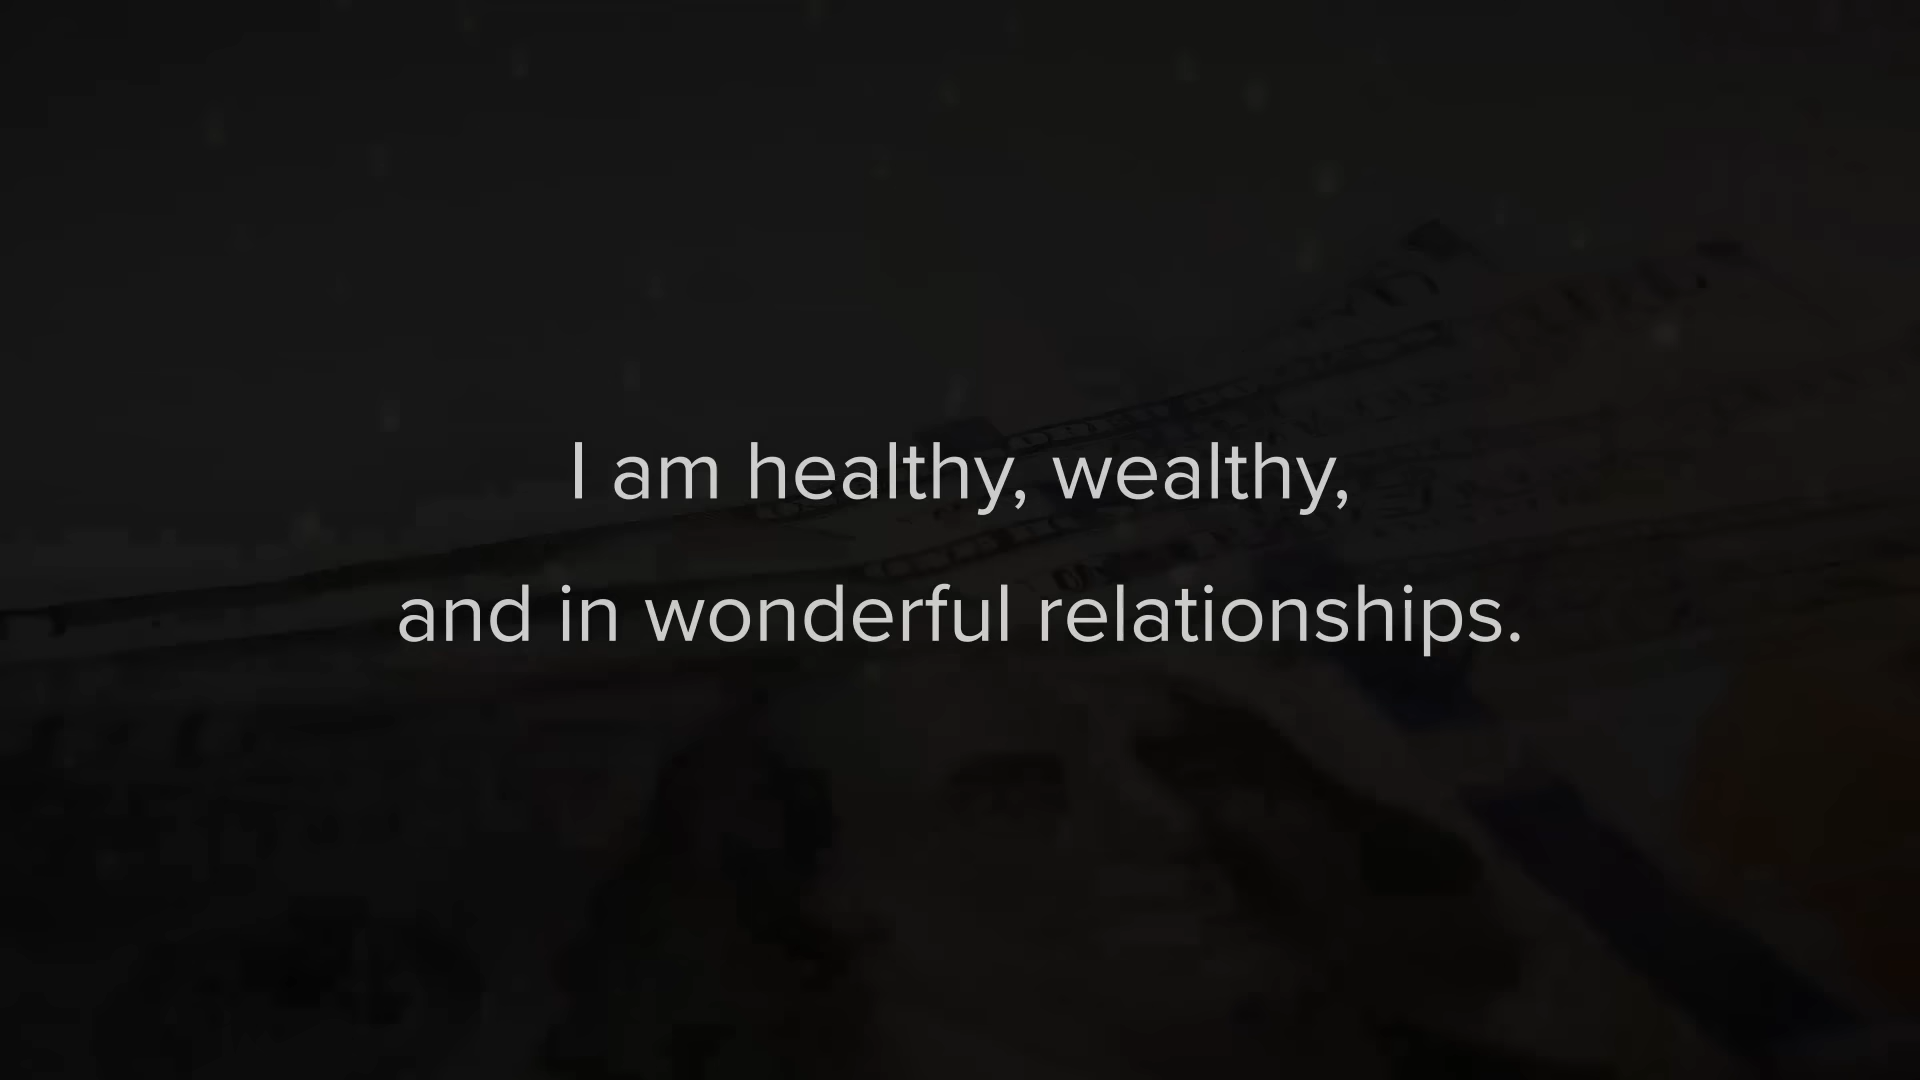 I am healthy, wealthy,
and in wonderful relationships.